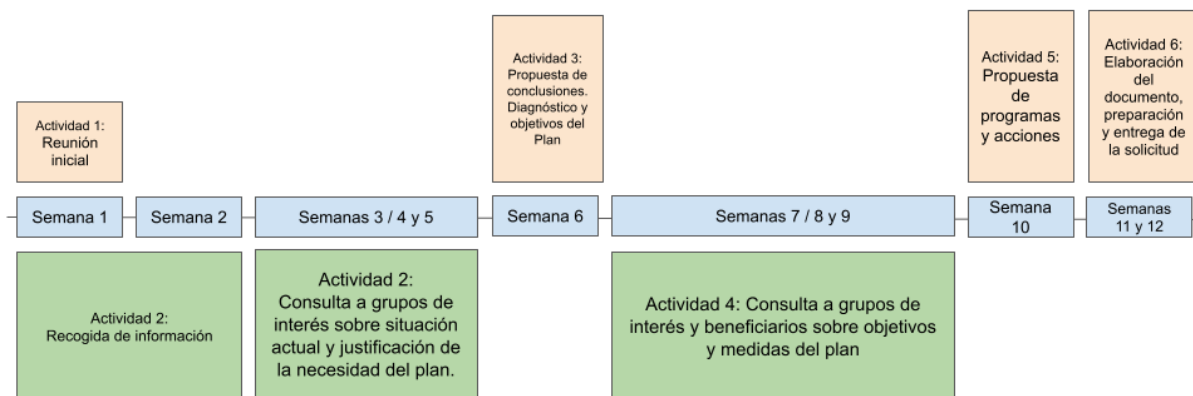 Actividad 1:
Reunión
inicial
Actividad 3:
Propuesta de
conclusiones.
Diagnóstico y
objetivos del
Plan
Actividad 5:
Propuesta
de
programas
y acciones
Actividad 6:
Elaboración
del
documento,
preparación
y entrega de
la solicitud
Semana 1
Semana 2
Semanas 3 / 4 y 5
Semana 6
Semanas 7 / 8 y 9
Semana
10
Semanas
11 y 12
Actividad 2:
Recogida de información
Actividad 2:
Consulta a grupos de
interés sobre situación
actual y justificación de
la necesidad del plan.
Actividad 4: Consulta a grupos de
interés y beneficiarios sobre objetivos
y medidas del plan